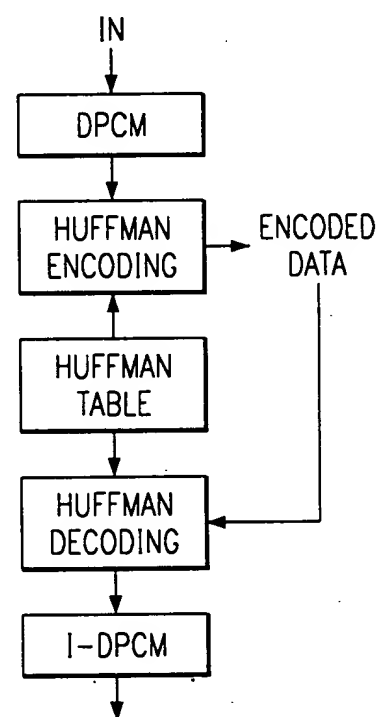 IN
DPCM
HUFFMAN
ENCODING
ENCODED
DATA
HUFFMAN
TABLE
HUFFMAN
DECODING
I-DPCM